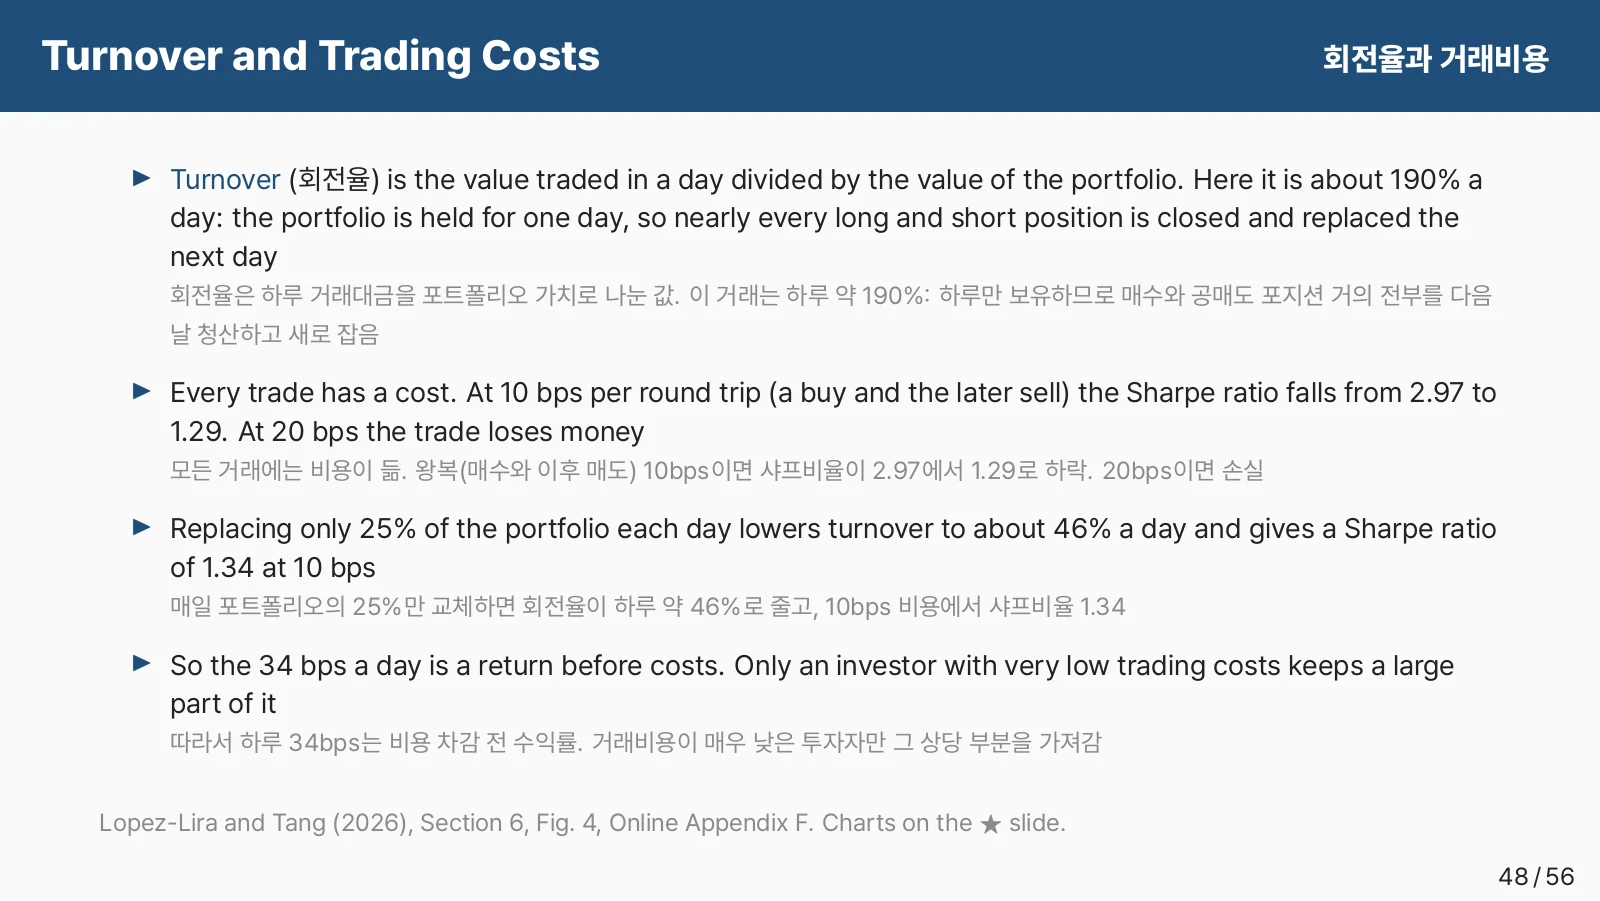 Turnover and Trading Costs
회전율과 거래비용
► Turnover (회전율) is the value traded in a day divided by the value of the portfolio. Here it is about 190% a
day: the portfolio is held for one day, so nearly every long and short position is closed and replaced the
next day
회전율은 하루 거래대금을 포트폴리오 가치로 나눈 값. 이 거래는 하루 약 190%: 하루만 보유하므로 매수와 공매도 포지션 거의 전부를 다음
날 청산하고 새로 잡음
► Every trade has a cost. At 10 bps per round trip (a buy and the later sell) the Sharpe ratio falls from 2.97 to
1.29. At 20 bps the trade loses money
모든 거래에는 비용이 듦. 왕복(매수와 이후 매도) 10bps이면 샤프비율이 2.97에서 1.29로 하락. 20bps이면 손실
► Replacing only 25% of the portfolio each day lowers turnover to about 46% a day and gives a Sharpe ratio
of 1.34 at 10 bps
매일 포트폴리오의 25%만 교체하면 회전율이 하루 약 46%로 줄고, 10bps 비용에서 샤프비율 1.34
► So the 34 bps a day is a return before costs. Only an investor with very low trading costs keeps a large
part of it
따라서 하루 34bps는 비용 차감 전 수익률. 거래비용이 매우 낮은 투자자만 그 상당 부분을 가져감
Lopez-Lira and Tang (2026), Section 6, Fig. 4, Online Appendix F. Charts on the ★ slide.
48 / 56